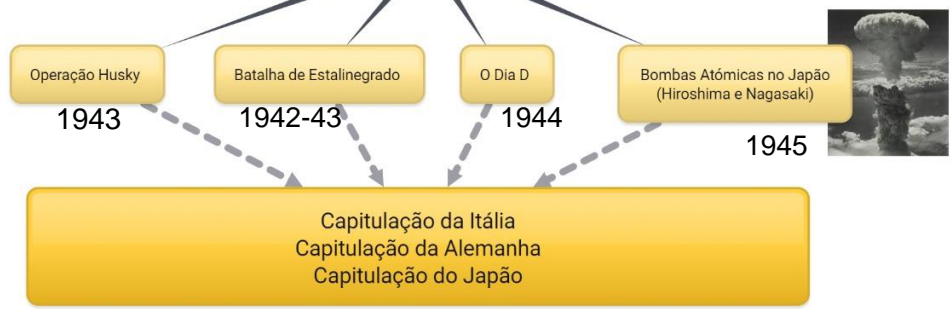 Operação Husky
1943
Batalha de Estalinegrado
1942-43
O Dia D
1944
Bombas Atómicas no Japão
(Hiroshima e Nagasaki)
1945
Capitulação da Itália
Capitulação da Alemanha
Capitulação do Japão